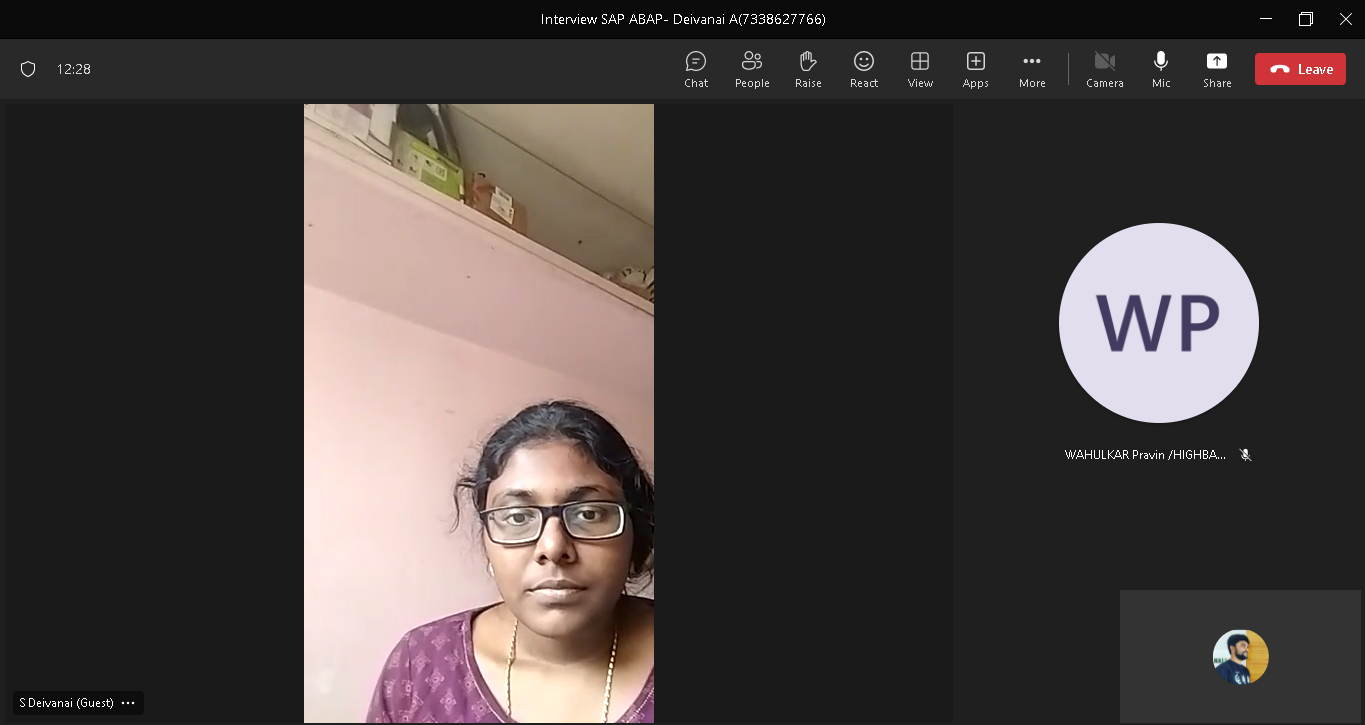 Interview SAP ABAP- Deivanai A(7338627766)
12:28
Chat
People
Raise
React
View
Apps
More
Camera
Mic
Share
Leave
WP
WAHULKAR Pravin /HIGHBA...
S Deivanai (Guest)